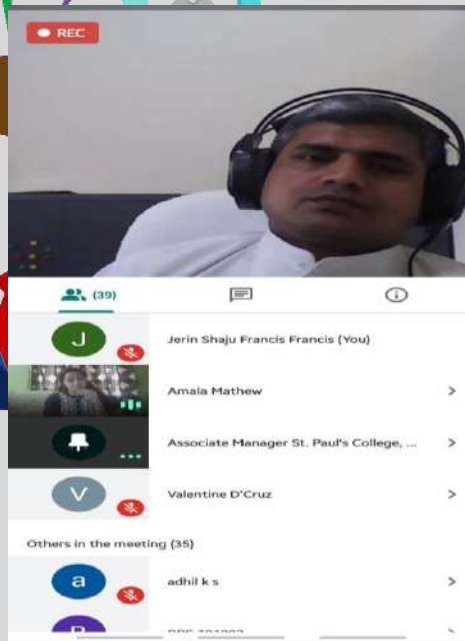 REC
(39)
J
Jerin Shaju Francis Francis (You)
Amala Mathew
Associate Manager St. Paul's College, ...
V
Valentine D'Cruz
Others in the meeting (35)
a
adhil k s